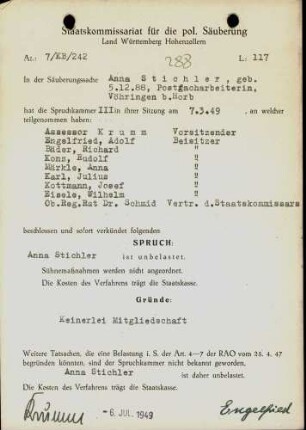 Staatskommissariat für die pol. Säuberung
Land Württemberg Hohenzollern
Az.: 7/KB/242
288
L.: 117
In der Säuberungssache Anna Stichler, geb.
5.12.88, Postfacharbeiterin,
Vöhringen b.Horb
hat die Spruchkammer III in ihrer Sitzung am 7.3.49 , an welcher
teilgenommen haben:
Assessor Krumm Vorsitzender
Engelfried, Adolf Beisitzer
Bäder, Richard "
Kons, Rudolf "
Märkle, Anna "
Karl, Julius "
Kottmann, Josef "
Eisele, Wilhelm "
Ob.Reg.Rat Dr. Schmid Vertr. d.Staatskommissars
beschlossen und sofort verkündet folgenden
SPRUCH:
Anna Stichler ist unbelastet.
Sühnemaßnahmen werden nicht angeordnet.
Die Kosten des Verfahrens trägt die Staatskasse.
Gründe:
Keinerlei Mitgliedschaft
Weitere Tatsachen, die eine Belastung i. S. der Art. 4—7 der RAO vom 26. 4. 47
begründen könnten, sind der Spruchkammer nicht bekannt geworden.
Anna Stichler ist daher unbelastet.
Die Kosten des Verfahrens trägt die Staatskasse.
Krumm
-6. JUL. 1949
Engelfried